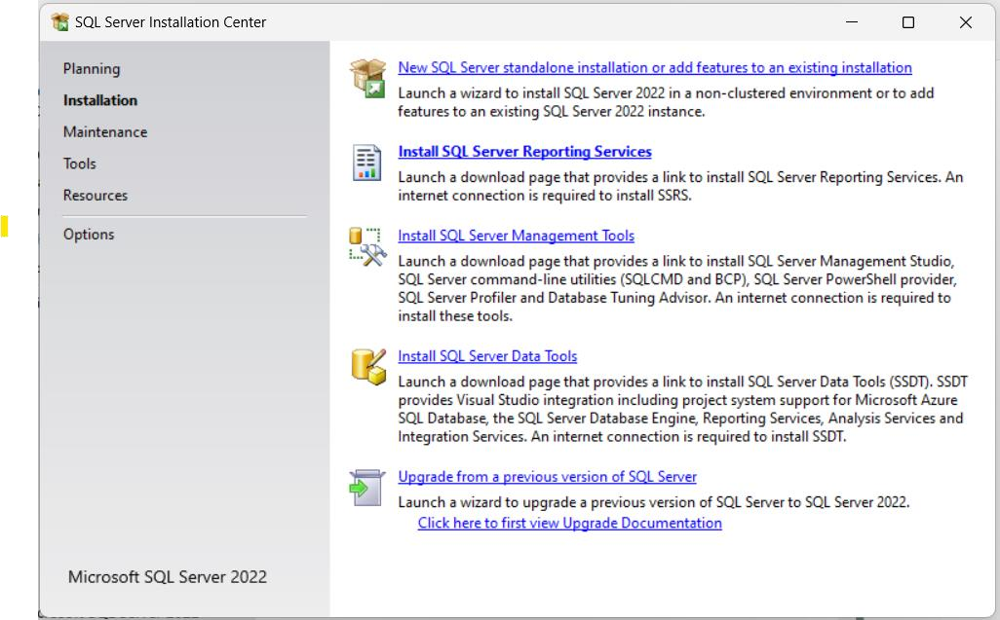 SQL Server Installation Center
Planning
Installation
Maintenance
Tools
Resources
Options
Microsoft SQL Server 2022
New SQL Server standalone installation or add features to an existing installation
Launch a wizard to install SQL Server 2022 in a non-clustered environment or to add
features to an existing SQL Server 2022 instance.
Install SQL Server Reporting Services
Launch a download page that provides a link to install SQL Server Reporting Services. An
internet connection is required to install SSRS.
Install SQL Server Management Tools
Launch a download page that provides a link to install SQL Server Management Studio,
SQL Server command-line utilities (SQLCMD and BCP), SQL Server PowerShell provider,
SQL Server Profiler and Database Tuning Advisor. An internet connection is required to
install these tools.
Install SQL Server Data Tools
Launch a download page that provides a link to install SQL Server Data Tools (SSDT). SSDT
provides Visual Studio integration including project system support for Microsoft Azure
SQL Database, the SQL Server Database Engine, Reporting Services, Analysis Services and
Integration Services. An internet connection is required to install SSDT.
Upgrade from a previous version of SQL Server
Launch a wizard to upgrade a previous version of SQL Server to SQL Server 2022.
Click here to first view Upgrade Documentation